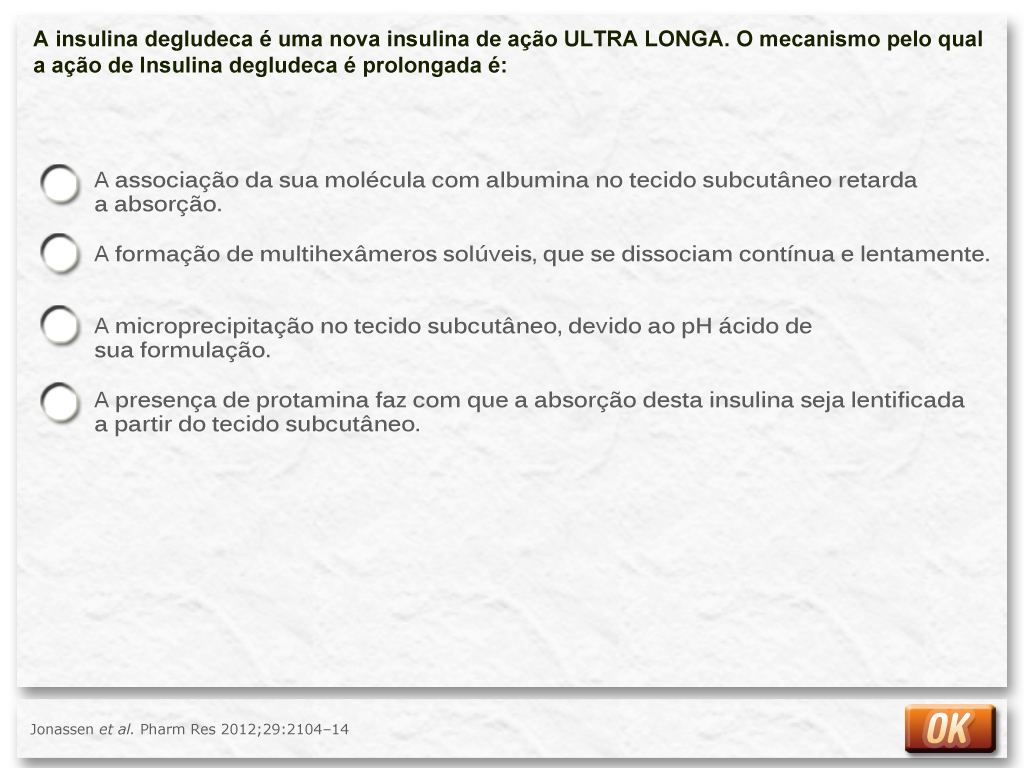 A insulina degludeca é uma nova insulina de ação ULTRA LONGA. O mecanismo pelo qual
a ação de Insulina degludeca é prolongada é:
A associação da sua molécula com albumina no tecido subcutâneo retarda
a absorção.
A formação de multihexâmeros solúveis, que se dissociam contínua e lentamente.
A microprecipitação no tecido subcutâneo, devido ao pH ácido de
sua formulação.
A presença de protamina faz com que a absorção desta insulina seja lentificada
a partir do tecido subcutâneo.
Jonassen et al. Pharm Res 2012;29:2104–14
OK